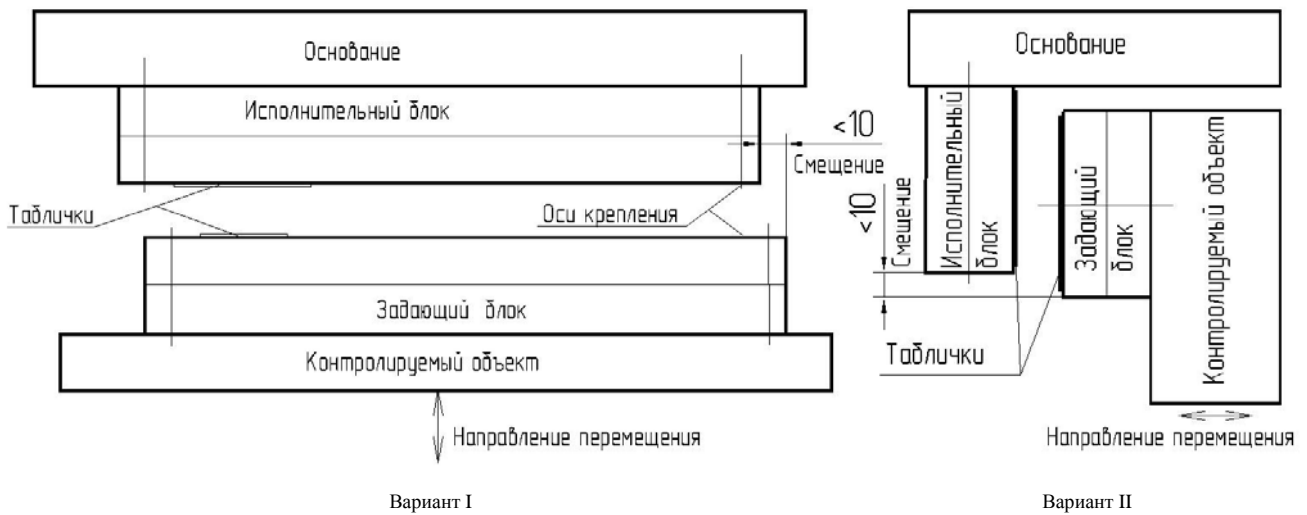 Основание
Исполнительный блок
<10
Смещение
Таблички
Оси крепления
Задающий блок
Контролируемый объект
Направление перемещения
Вариант I
Основание
Исполнительный
блок
Задающий
блок
Контролируемый объект
<10
Смещение
Таблички
Направление перемещения
Вариант II